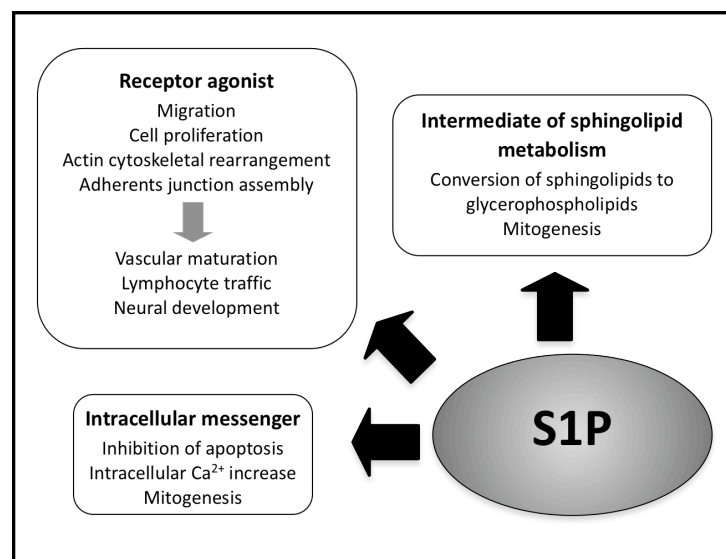 Receptor agonist
Migration
Cell proliferation
Actin cytoskeletal rearrangement
Adherents junction assembly
Vascular maturation
Lymphocyte traffic
Neural development
Intermediate of sphingolipid
metabolism
Conversion of sphingolipids to
glycerophospholipids
Mitogenesis
Intracellular messenger
Inhibition of apoptosis
Intracellular Ca²⁺ increase
Mitogenesis
S1P